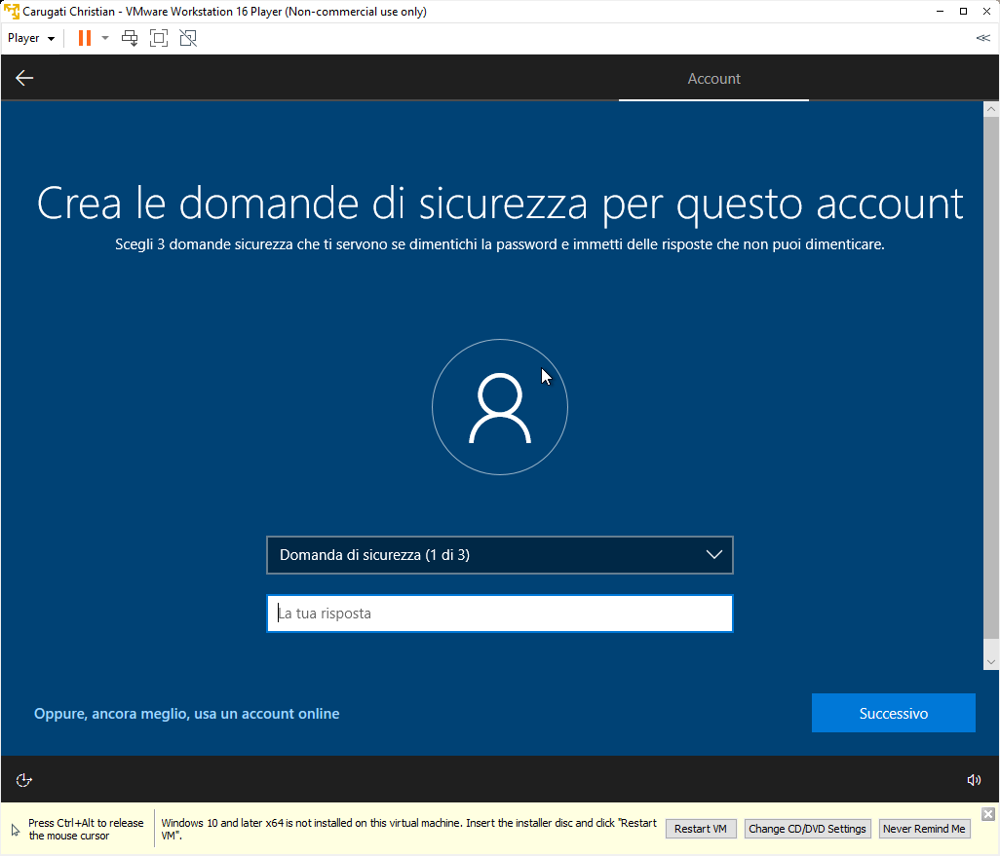 Carugati Christian - VMware Workstation 16 Player (Non-commercial use only)
Player
Account
Crea le domande di sicurezza per questo account
Scegli 3 domande sicurezza che ti servono se dimentichi la password e immetti delle risposte che non puoi dimenticare.
Domanda di sicurezza (1 di 3)
La tua risposta
Oppure, ancora meglio, usa un account online
Successivo
Press Ctrl+Alt to release
the mouse cursor
Windows 10 and later x64 is not installed on this virtual machine. Insert the installer disc and click "Restart
VM".
Restart VM
Change CD/DVD Settings
Never Remind Me